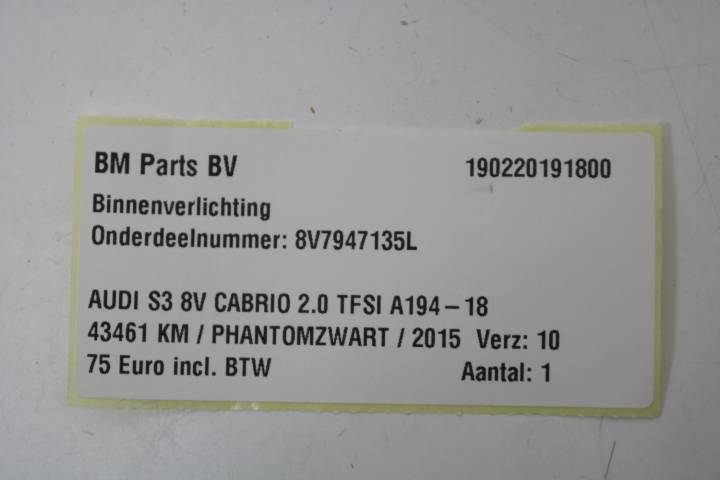 BM Parts BV 190220191800
Binnenverlichting
Onderdeelnummer: 8V7947135L
AUDI S3 8V CABRIO 2.0 TFSI A194-18
43461 KM / PHANTOMZWART / 2015 Verz: 10
75 Euro incl. BTW Aantal: 1